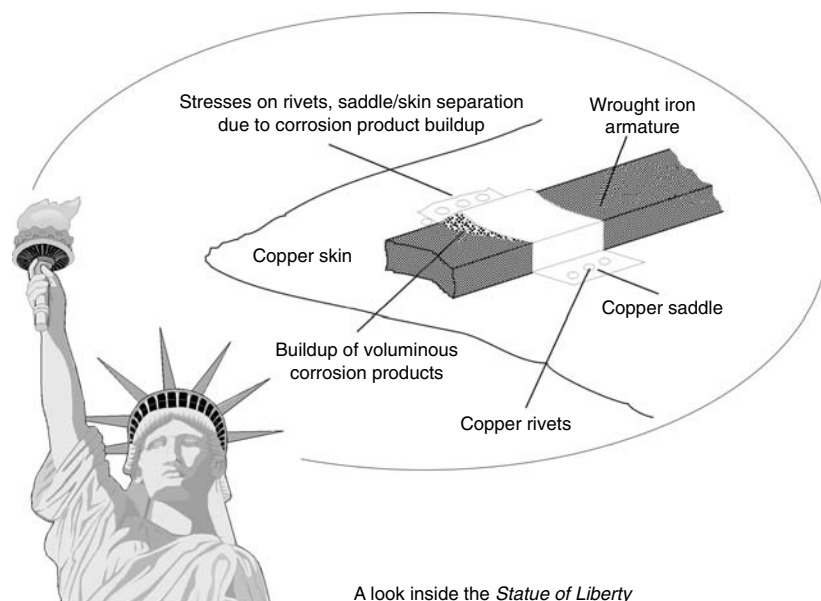 Stresses on rivets, saddle/skin separation
due to corrosion product buildup
Wrought iron
armature
Copper skin
Copper saddle
Buildup of voluminous
corrosion products
Copper rivets
A look inside the Statue of Liberty